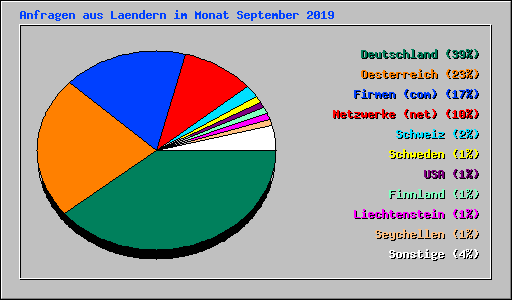 Anfragen aus Laendern im Monat September 2019
Deutschland (39%)
Oesterreich (23%)
Firmen (com) (17%)
Netzwerke (net) (10%)
Schweiz (2%)
Schweden (1%)
USA (1%)
Finnland (1%)
Liechtenstein (1%)
Seychellen (1%)
Sonstige (4%)